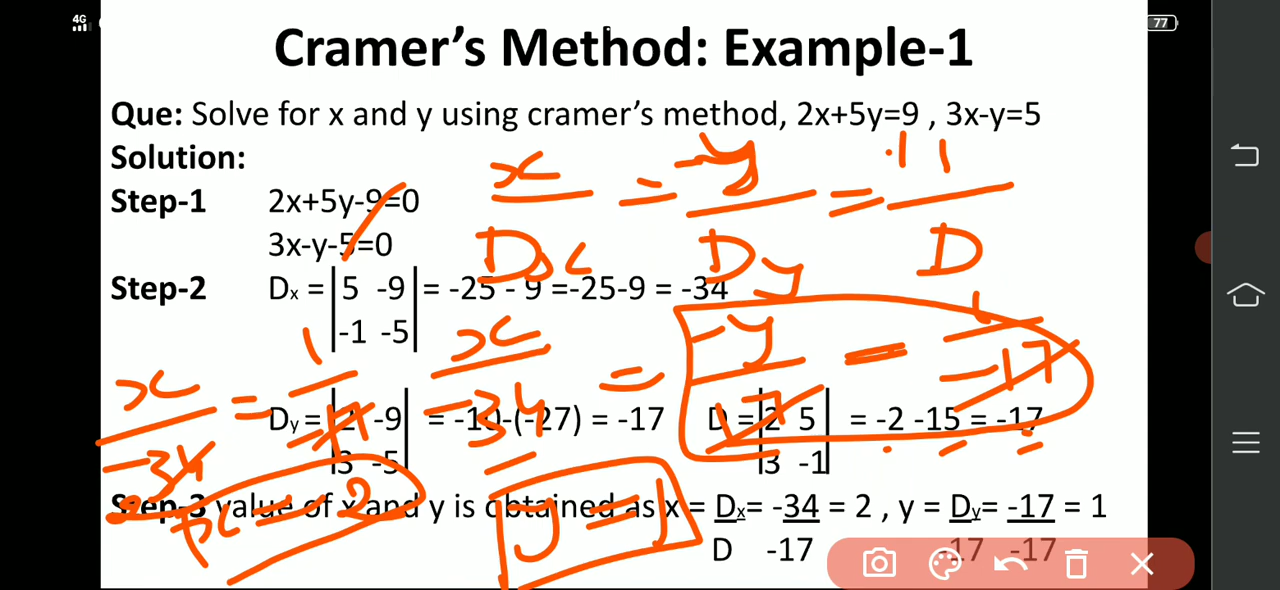 4G
77
Cramer's Method: Example-1
Que: Solve for x and y using cramer's method, 2x+5y=9 , 3x-y=5
Solution:
x = -y = 1
Dx Dy D
Step-1 2x+5y-9=0
3x-y-5=0
Step-2 Dx = |5 -9| = -25 - 9 =-25-9 = -34
|-1 -5|
x = -y = 1
-34 17 -17
x = 1
-34 -17
Dy = | -9| = -10-(-27) = -17 D = |2 5| = -2 -15 = -17
|3 -5| |3 -1|
Step-3 value of x and y is obtained as x = Dx= -34 = 2 , y = Dy= -17 = 1
D -17 -17 -17
x = 2
y = 1